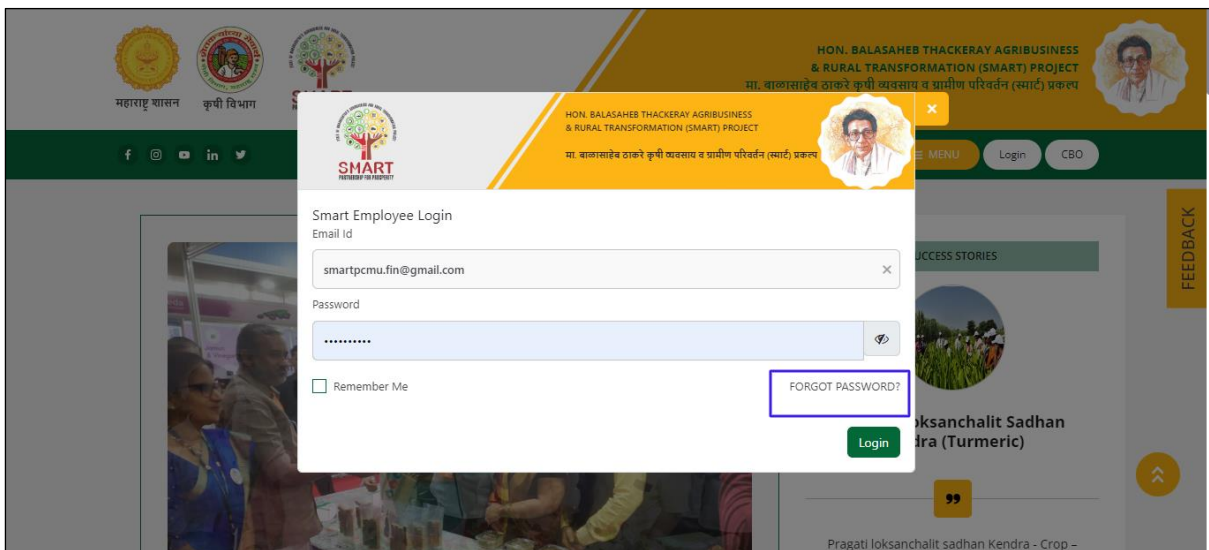 महाराष्ट्र शासन
कृषी विभाग
HON. BALASAHEB THACKERAY AGRIBUSINESS
& RURAL TRANSFORMATION (SMART) PROJECT
मा. बाळासाहेब ठाकरे कृषी व्यवसाय व ग्रामीण परिवर्तन (स्मार्ट) प्रकल्प
MENU
Login
CBO
SMART
PARTNERSHIP FOR PROSPERITY
HON. BALASAHEB THACKERAY AGRIBUSINESS
& RURAL TRANSFORMATION (SMART) PROJECT
मा. बाळासाहेब ठाकरे कृषी व्यवसाय व ग्रामीण परिवर्तन (स्मार्ट) प्रकल्प
Smart Employee Login
Email Id
smartpcmu.fin@gmail.com
Password
Remember Me
FORGOT PASSWORD?
Login
FEEDBACK
STORIES
Sadhan
(Turmeric)
Pragati loksanchalit sadhan Kendra - Crop –